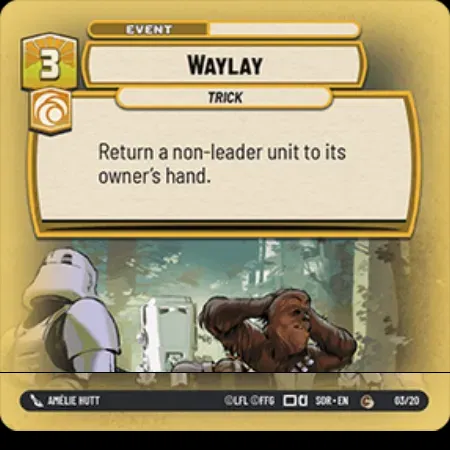 EVENT
3
WAYLAY
TRICK
Return a non-leader unit to its
owner's hand.
AMÉLIE HUTT
©LFL ©FFG
SOR • EN
03/20